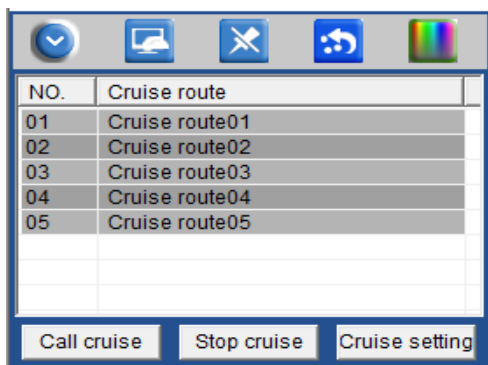 NO. Cruise route
01 Cruise route01
02 Cruise route02
03 Cruise route03
04 Cruise route04
05 Cruise route05
Call cruise Stop cruise Cruise setting